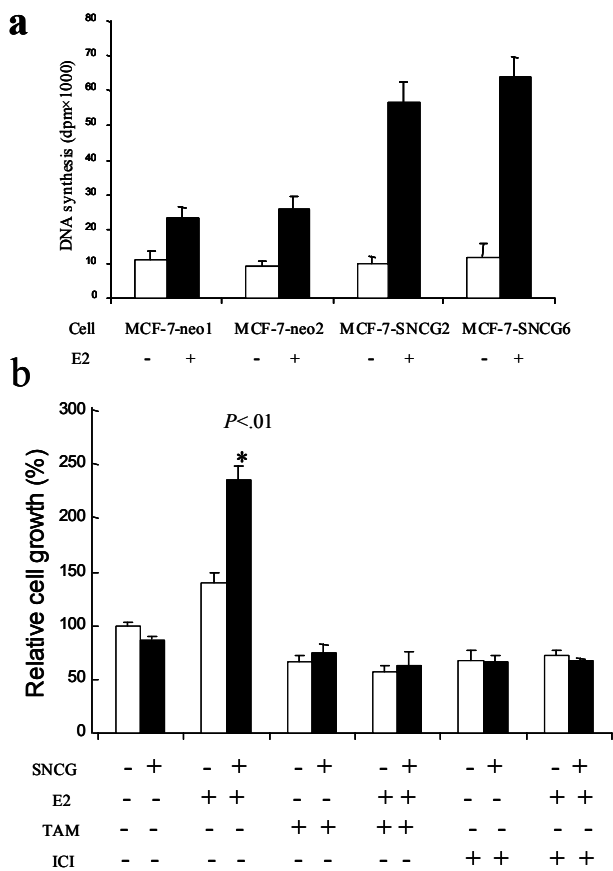 a
DNA synthesis (dpm×1000)
80
70
60
50
40
30
20
10
0
Cell MCF-7-neo1 MCF-7-neo2 MCF-7-SNCG2 MCF-7-SNCG6
E2 - + - + - + - +
b
Relative cell growth (%)
300
250
200
150
100
50
0
P<.01
*
SNCG - + - + - + - + - + - +
E2 - - + + - - + + - - + +
TAM - - - - + + + + - - - -
ICI - - - - - - - - + + + +